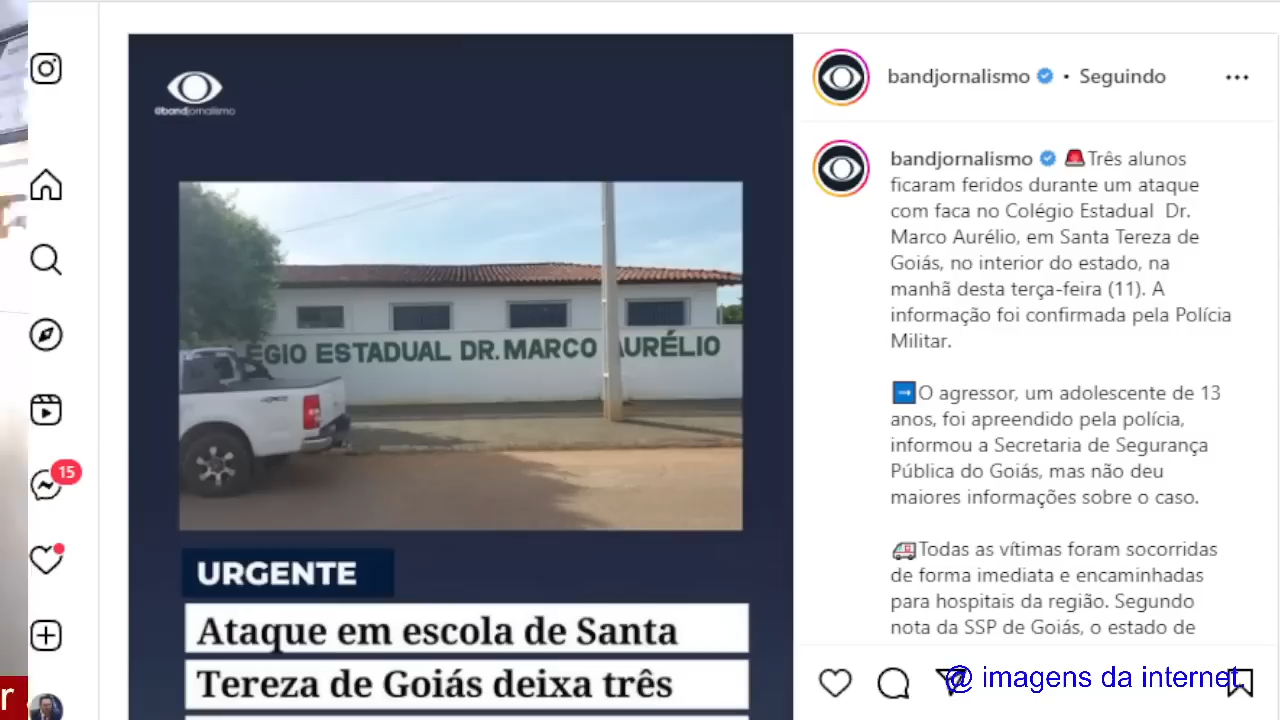 @bandjornalismo
EGIO ESTADUAL DR. MARCO AURÉLIO
URGENTE
Ataque em escola de Santa
Tereza de Goiás deixa três
bandjornalismo • Seguindo
bandjornalismo Três alunos
ficaram feridos durante um ataque
com faca no Colégio Estadual Dr.
Marco Aurélio, em Santa Tereza de
Goiás, no interior do estado, na
manhã desta terça-feira (11). A
informação foi confirmada pela Polícia
Militar.
O agressor, um adolescente de 13
anos, foi apreendido pela polícia,
informou a Secretaria de Segurança
Pública do Goiás, mas não deu
maiores informações sobre o caso.
Todas as vítimas foram socorridas
de forma imediata e encaminhadas
para hospitais da região. Segundo
nota da SSP de Goiás, o estado de
@ imagens da internet.
15
r